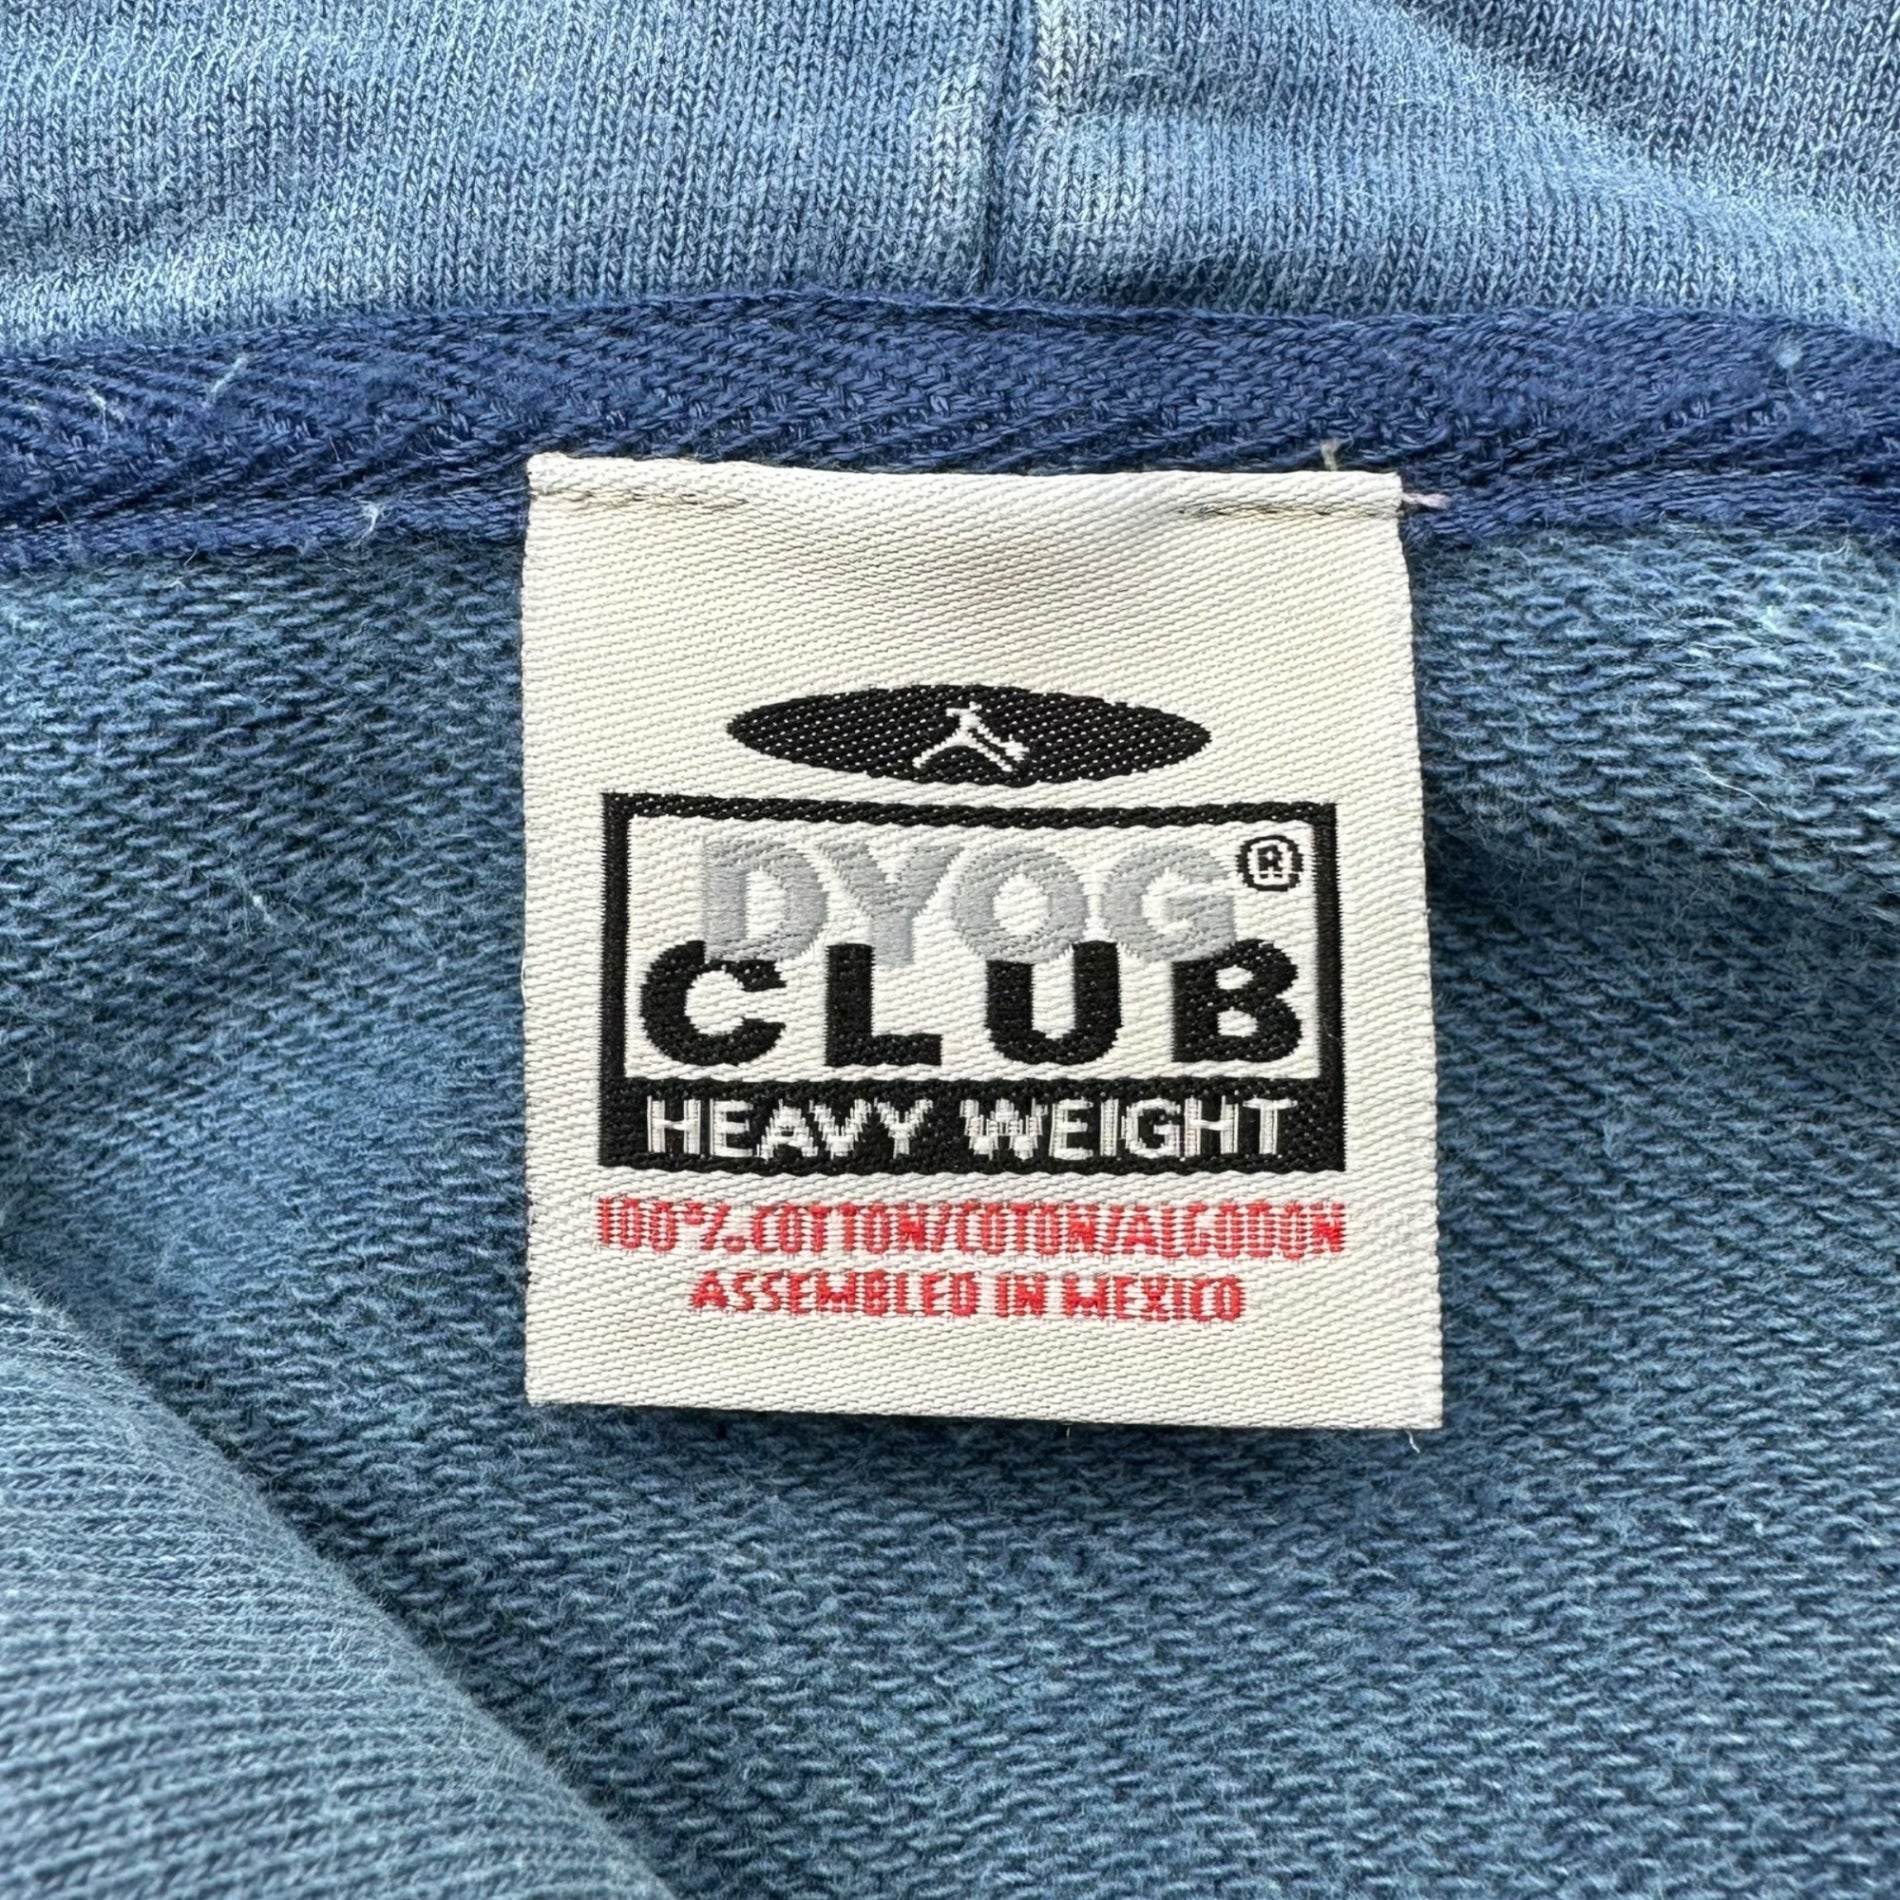 DYOG®
CLUB
HEAVY WEIGHT
100% COTTON/COTON/ALGODON
ASSEMBLED IN MEXICO